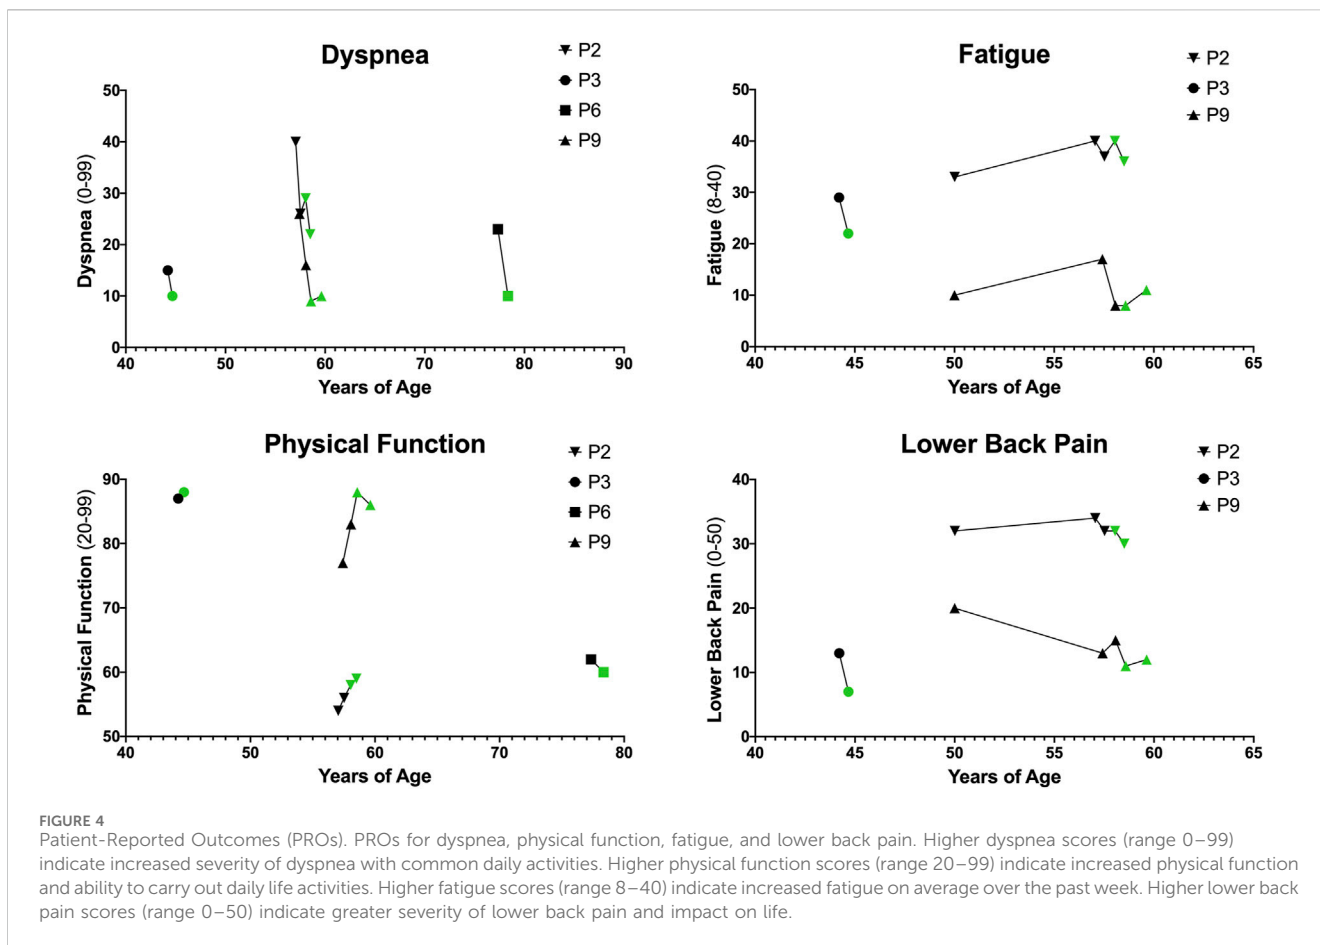 Dyspnea
P2
P3
P6
P9
Dyspnea (0-99)
50
40
30
20
10
0
40 50 60 70 80 90
Years of Age
Fatigue
P2
P3
P9
Fatigue (8-40)
50
40
30
20
10
0
40 45 50 55 60 65
Years of Age
Physical Function
P2
P3
P6
P9
Physical Function (20-99)
90
80
70
60
50
40 50 60 70 80
Years of Age
Lower Back Pain
P2
P3
P9
Lower Back Pain (0-50)
40
30
20
10
0
40 45 50 55 60 65
Years of Age
FIGURE 4
Patient-Reported Outcomes (PROs). PROs for dyspnea, physical function, fatigue, and lower back pain. Higher dyspnea scores (range 0–99)
indicate increased severity of dyspnea with common daily activities. Higher physical function scores (range 20–99) indicate increased physical function
and ability to carry out daily life activities. Higher fatigue scores (range 8–40) indicate increased fatigue on average over the past week. Higher lower back
pain scores (range 0–50) indicate greater severity of lower back pain and impact on life.